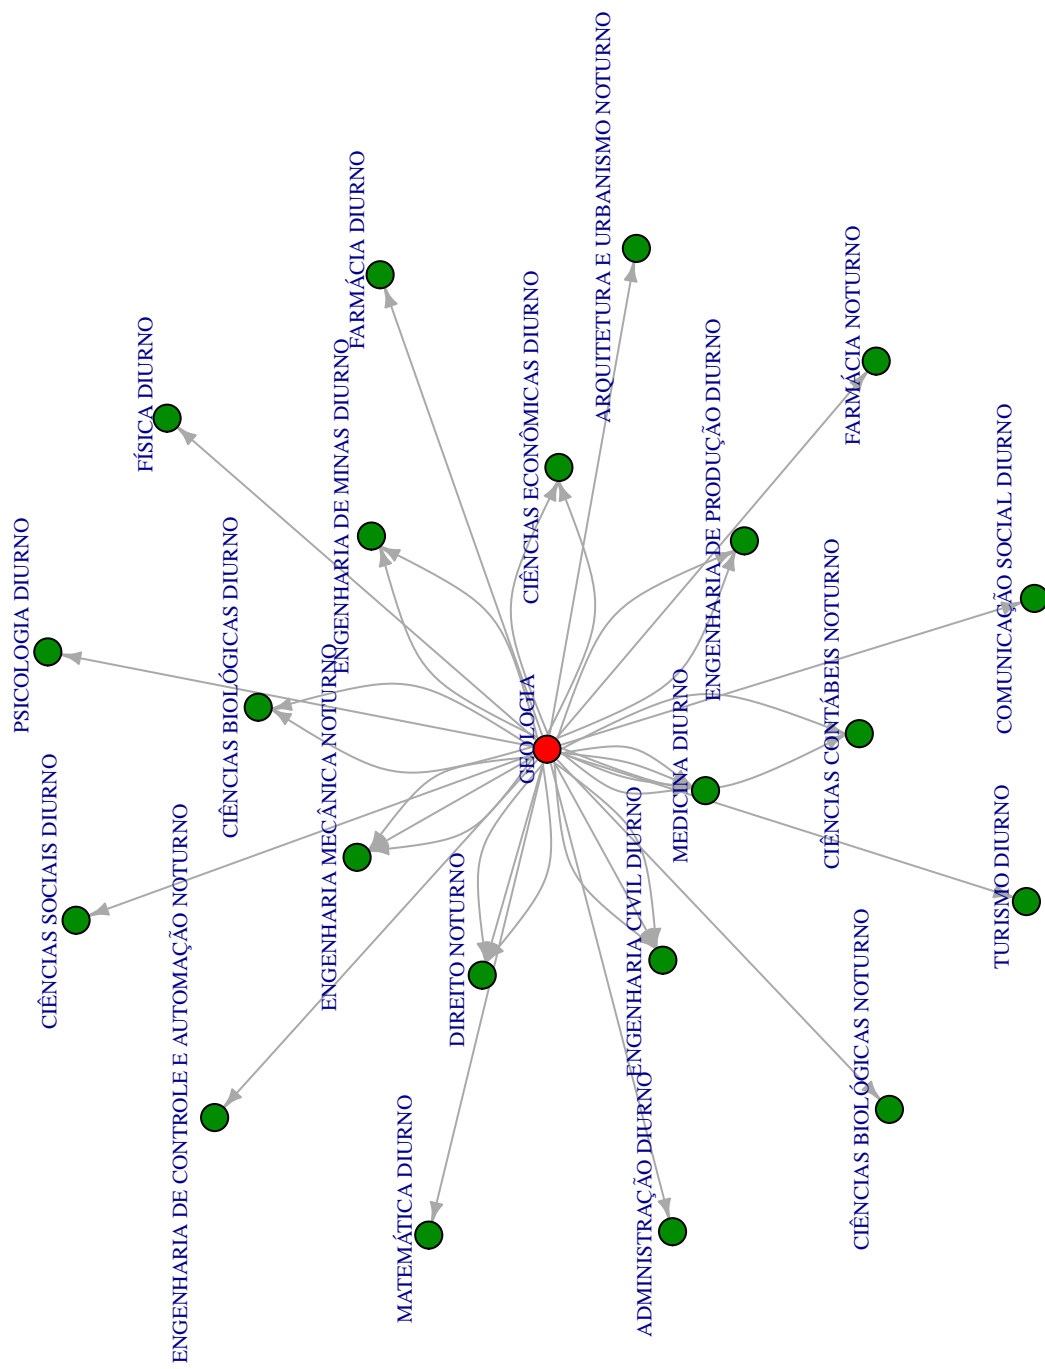 PSICOLOGIA DIURNO
CIÊNCIAS SOCIAIS DIURNO
FÍSICA DIURNO
ENGENHARIA DE CONTROLE E AUTOMAÇÃO NOTURNO
CIÊNCIAS BIOLÓGICAS DIURNO
ENGENHARIA MECÂNICA NOTURNO
ENGENHARIA DE MINAS DIURNO
FARMÁCIA DIURNO
MATEMÁTICA DIURNO
DIREITO NOTURNO
GEOLOGIA
CIÊNCIAS ECONÔMICAS DIURNO
ARQUITETURA E URBANISMO NOTURNO
ENGENHARIA CIVIL DIURNO
ADMINISTRAÇÃO DIURNO
MEDICINA DIURNO
ENGENHARIA DE PRODUÇÃO DIURNO
CIÊNCIAS CONTÁBEIS NOTURNO
FARMÁCIA NOTURNO
CIÊNCIAS BIOLÓGICAS NOTURNO
TURISMO DIURNO
COMUNICAÇÃO SOCIAL DIURNO